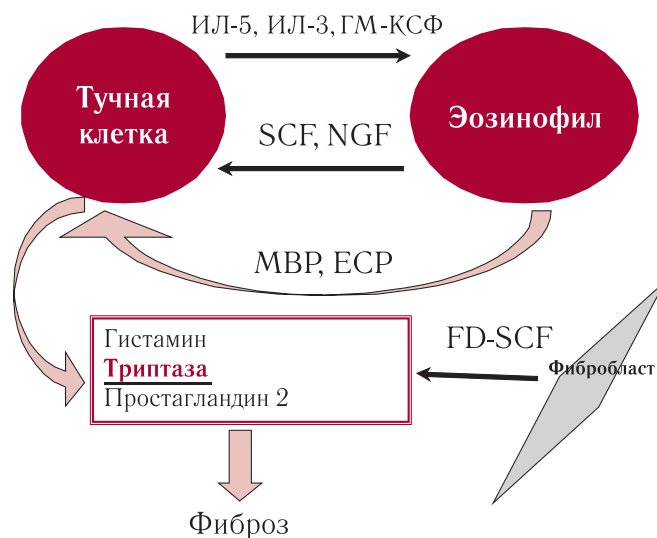 ИЛ-5, ИЛ-3, ГМ-КСФ
Тучная
клетка
Эозинофил
SCF, NGF
MBP, ECP
Гистамин
Триптаза
Простагландин 2
FD-SCF
Фибробласт
Фиброз